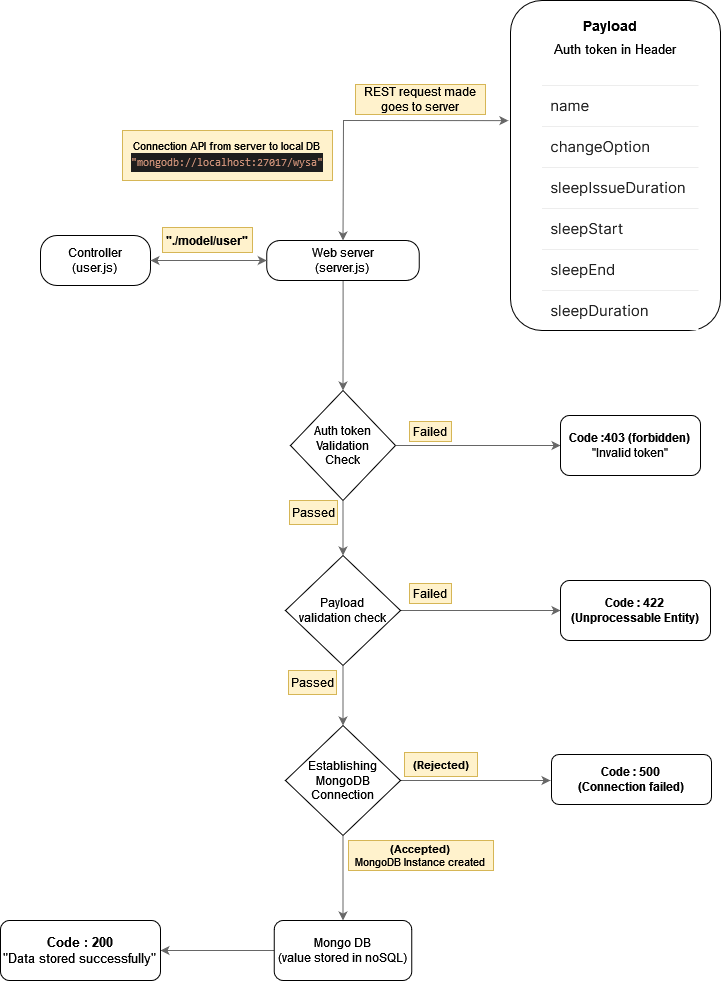 Payload
Auth token in Header
name
changeOption
sleepIssueDuration
sleepStart
sleepEnd
sleepDuration
REST request made
goes to server
Connection API from server to local DB
"mongodb://localhost:27017/wysa"
Controller
(user.js)
"./model/user"
Web server
(server.js)
Auth token
Validation
Check
Failed
Code :403 (forbidden)
"Invalid token"
Passed
Payload
validation check
Failed
Code : 422
(Unprocessable Entity)
Passed
Establishing
MongoDB
Connection
(Rejected)
Code : 500
(Connection failed)
(Accepted)
MongoDB Instance created
Mongo DB
(value stored in noSQL)
Code : 200
"Data stored successfully"